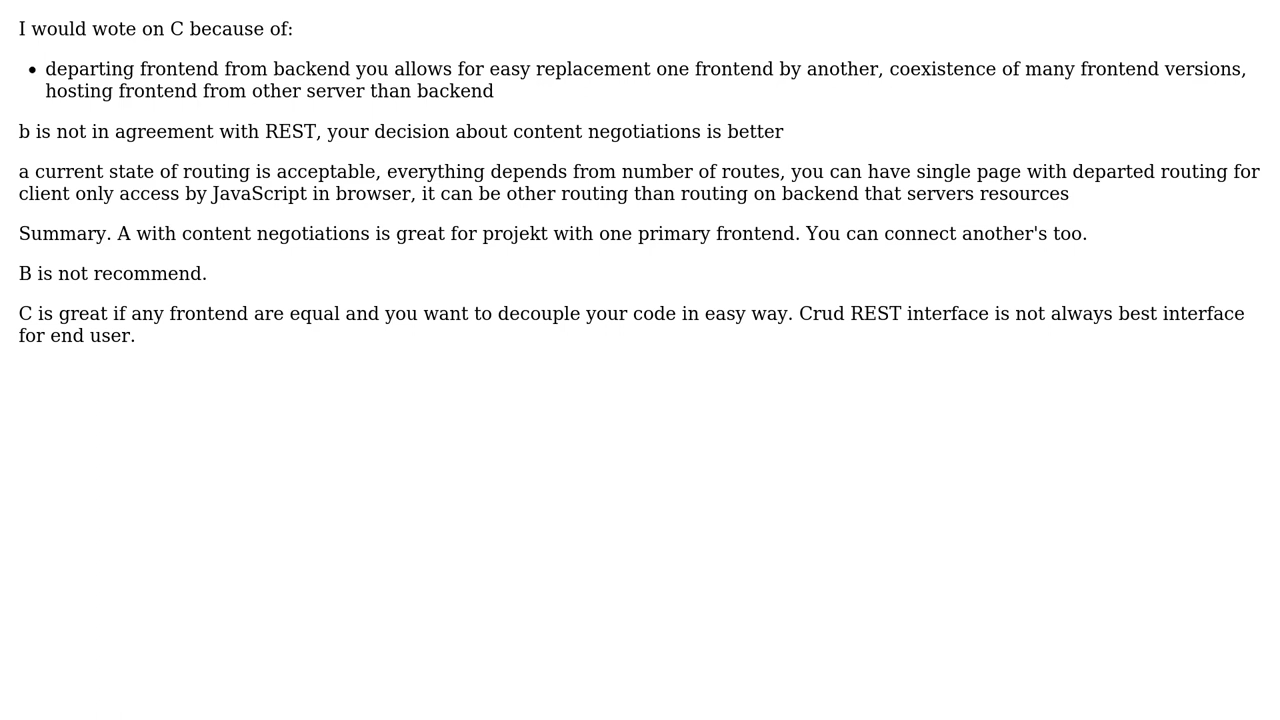 I would wote on C because of:
• departing frontend from backend you allows for easy replacement one frontend by another, coexistence of many frontend versions,
hosting frontend from other server than backend
b is not in agreement with REST, your decision about content negotiations is better
a current state of routing is acceptable, everything depends from number of routes, you can have single page with departed routing for
client only access by JavaScript in browser, it can be other routing than routing on backend that servers resources
Summary. A with content negotiations is great for projekt with one primary frontend. You can connect another's too.
B is not recommend.
C is great if any frontend are equal and you want to decouple your code in easy way. Crud REST interface is not always best interface
for end user.